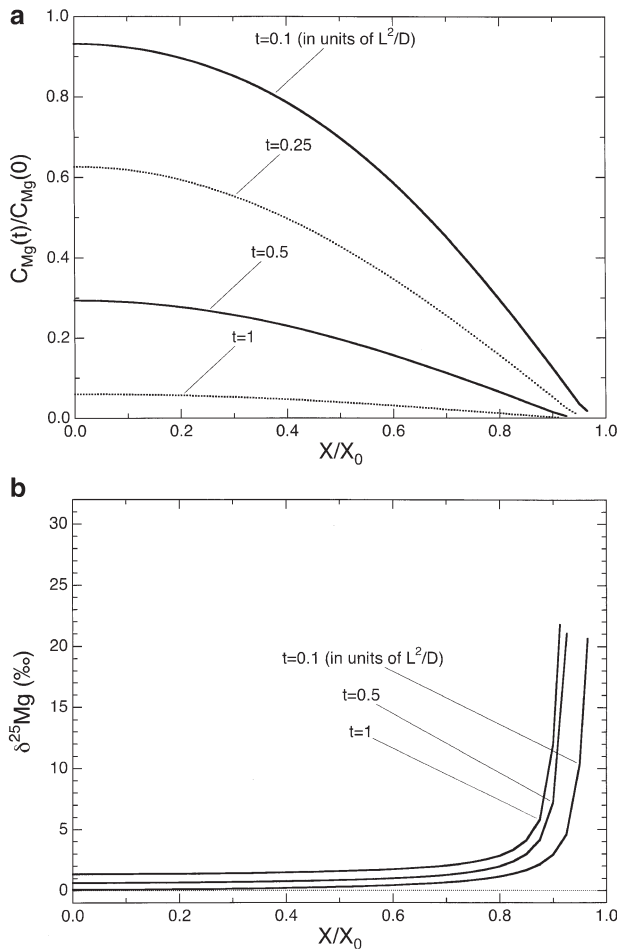 a
1.0
t=0.1 (in units of L²/D)
0.8
t=0.25
0.6
C_Mg(t)/C_Mg(0)
0.4
t=0.5
0.2
t=1
0.0
0.0 0.2 0.4 0.6 0.8 1.0
X/X₀
b
30
25
20
t=0.1 (in units of L²/D)
15
t=0.5
t=1
δ²⁵Mg (‰)
10
5
0
0.0 0.2 0.4 0.6 0.8 1.0
X/X₀